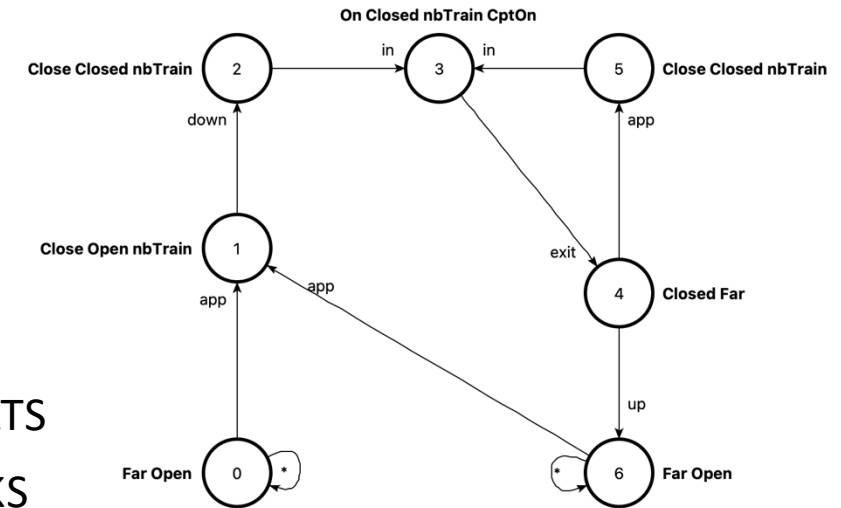 On Closed nbTrain CptOn
Close Closed nbTrain
2
in
3
in
5
Close Closed nbTrain
down
app
Close Open nbTrain
1
app
app
exit
4
Closed Far
up
TS
Far Open
0
*
*
6
Far Open
KS